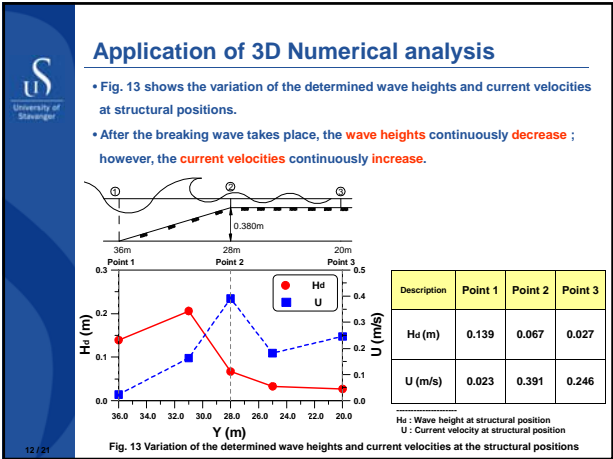 Application of 3D Numerical analysis
uS
University of
Stavanger
• Fig. 13 shows the variation of the determined wave heights and current velocities
at structural positions.
• After the breaking wave takes place, the wave heights continuously decrease ;
however, the current velocities continuously increase.
① ② ③
0.380m
36m 28m 20m
Point 1 Point 2 Point 3
0.3 0.2 0.1 0.0
Hd (m)
Hd
U
0.5 0.4 0.3 0.2 0.1 0.0
U (m/s)
36.0 34.0 32.0 30.0 28.0 26.0 24.0 22.0 20.0
Y (m)
Description Point 1 Point 2 Point 3
Hd (m) 0.139 0.067 0.027
U (m/s) 0.023 0.391 0.246
---------------------
Hd : Wave height at structural position
U : Current velocity at structural position
Fig. 13 Variation of the determined wave heights and current velocities at the structural positions
12 / 21